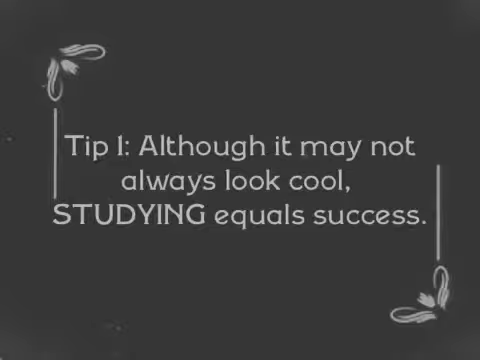 Tip 1: Although it may not
always look cool,
STUDYING equals success.